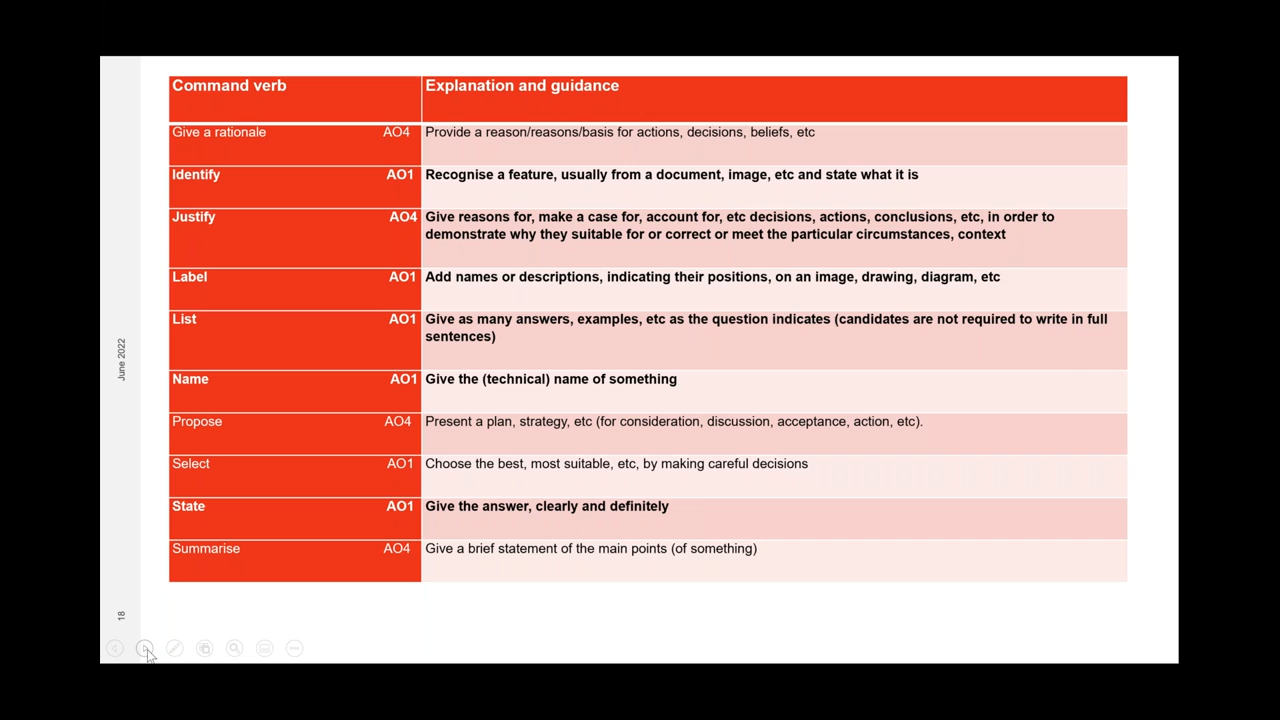 Command verb Explanation and guidance
Give a rationale AO4 Provide a reason/reasons/basis for actions, decisions, beliefs, etc
Identify AO1 Recognise a feature, usually from a document, image, etc and state what it is
Justify AO4 Give reasons for, make a case for, account for, etc decisions, actions, conclusions, etc, in order to
demonstrate why they suitable for or correct or meet the particular circumstances, context
Label AO1 Add names or descriptions, indicating their positions, on an image, drawing, diagram, etc
List AO1 Give as many answers, examples, etc as the question indicates (candidates are not required to write in full
sentences)
Name AO1 Give the (technical) name of something
Propose AO4 Present a plan, strategy, etc (for consideration, discussion, acceptance, action, etc).
Select AO1 Choose the best, most suitable, etc, by making careful decisions
State AO1 Give the answer, clearly and definitely
Summarise AO4 Give a brief statement of the main points (of something)
June 2022
18